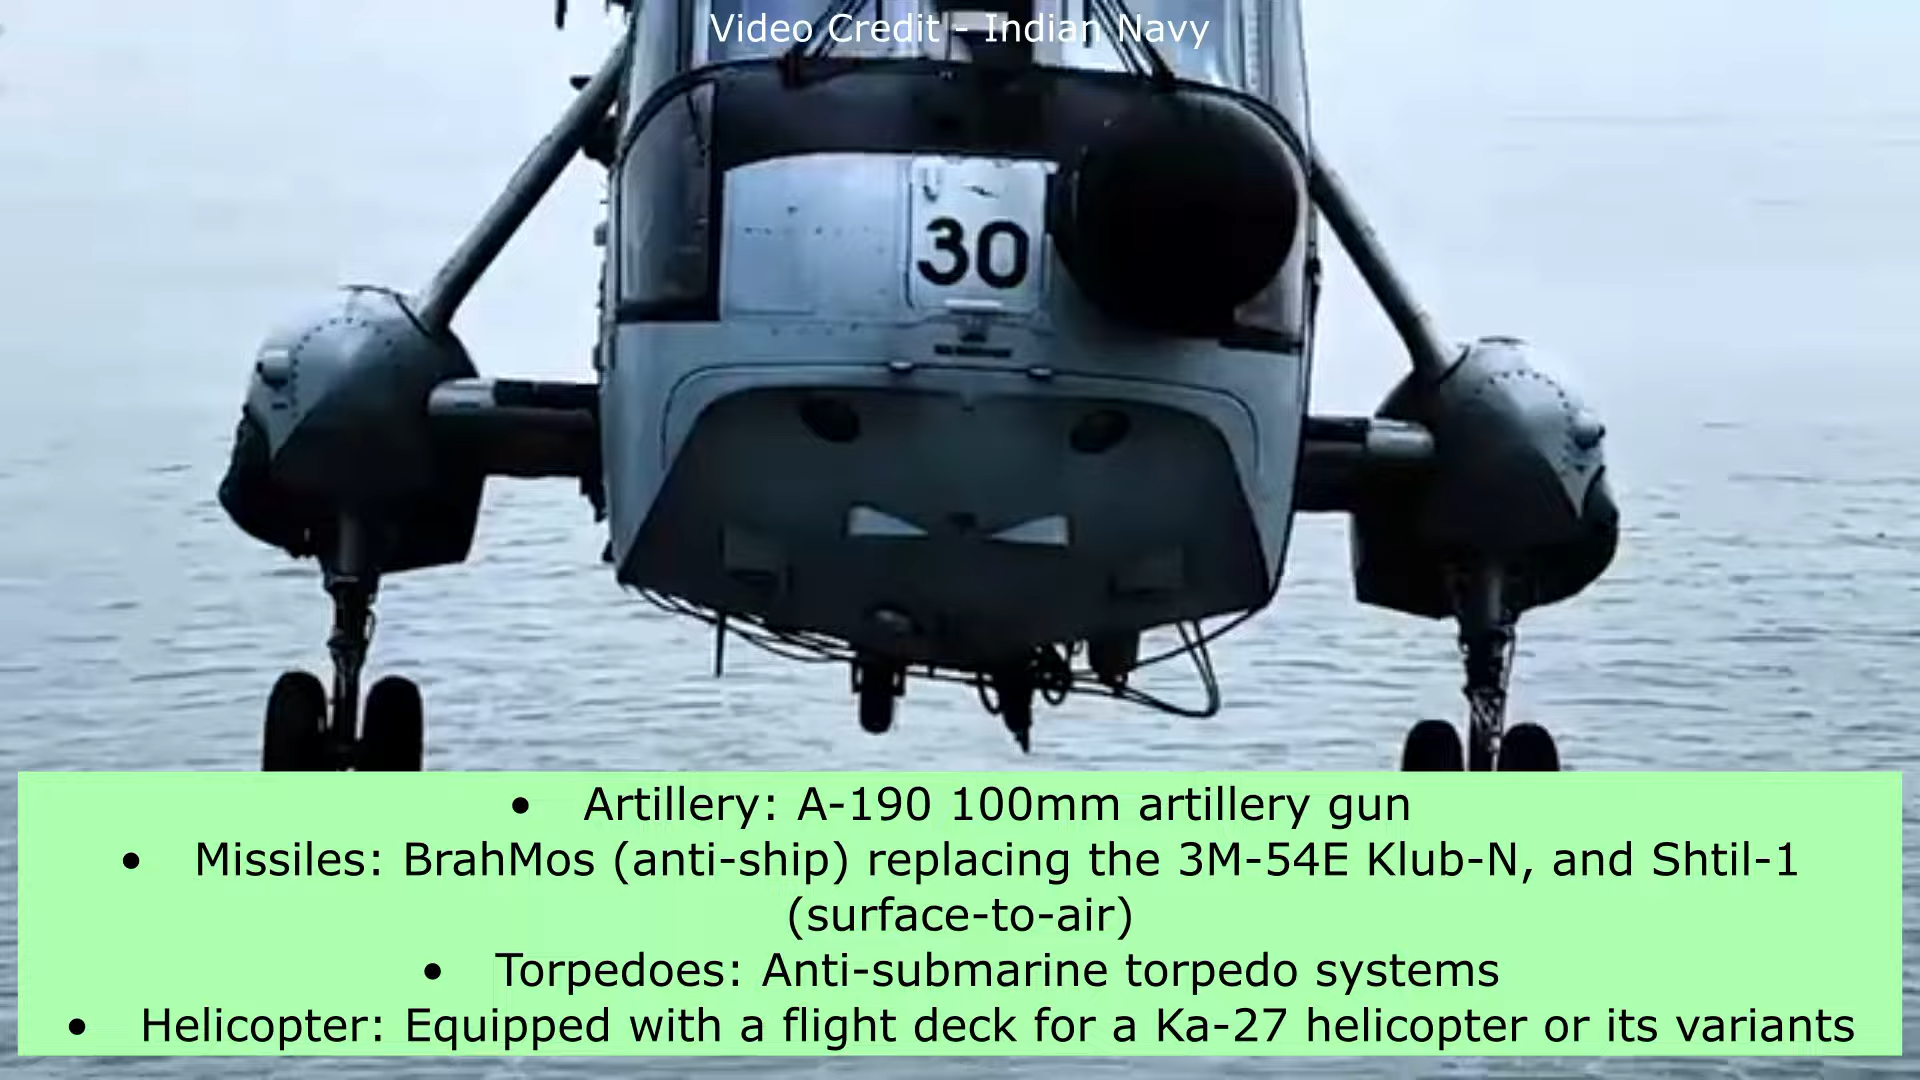 Video Credit - Indian Navy
30
• Artillery: A-190 100mm artillery gun
• Missiles: BrahMos (anti-ship) replacing the 3M-54E Klub-N, and Shtil-1
(surface-to-air)
• Torpedoes: Anti-submarine torpedo systems
• Helicopter: Equipped with a flight deck for a Ka-27 helicopter or its variants